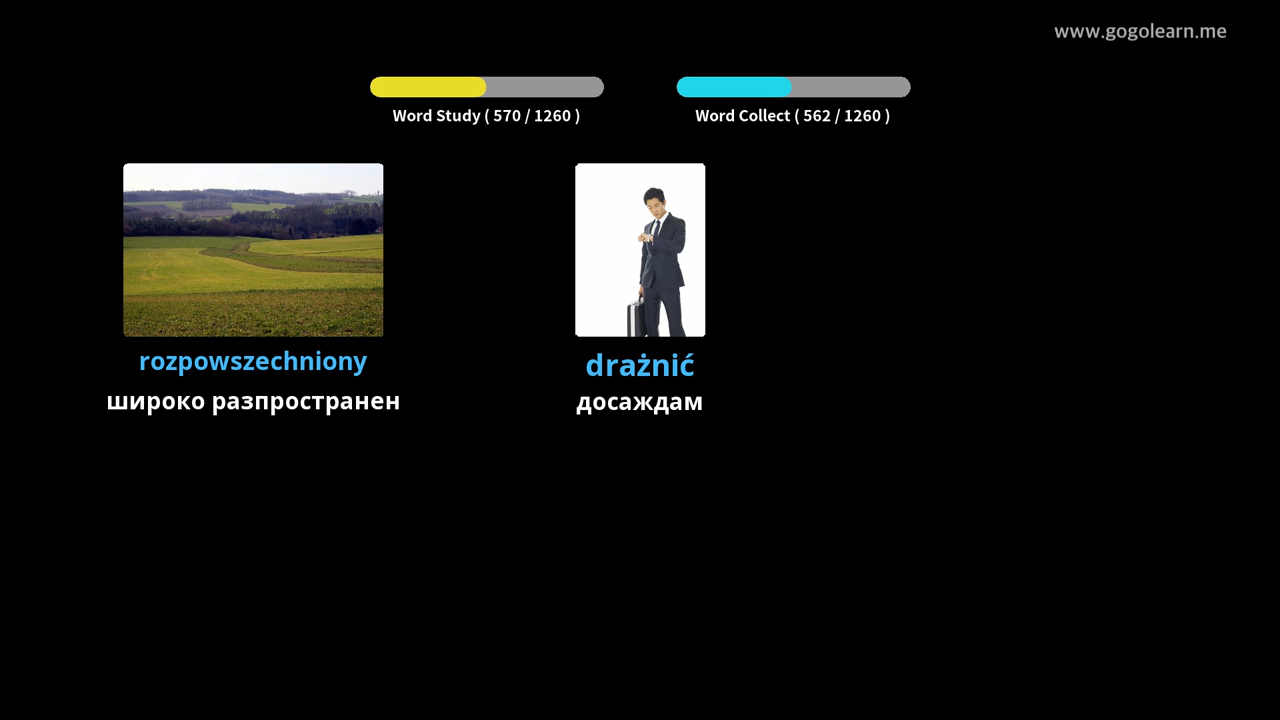 www.gogolearn.me
Word Study ( 570 / 1260 )
Word Collect ( 562 / 1260 )
rozpowszechniony
широко разпространен
drażnić
досаждам